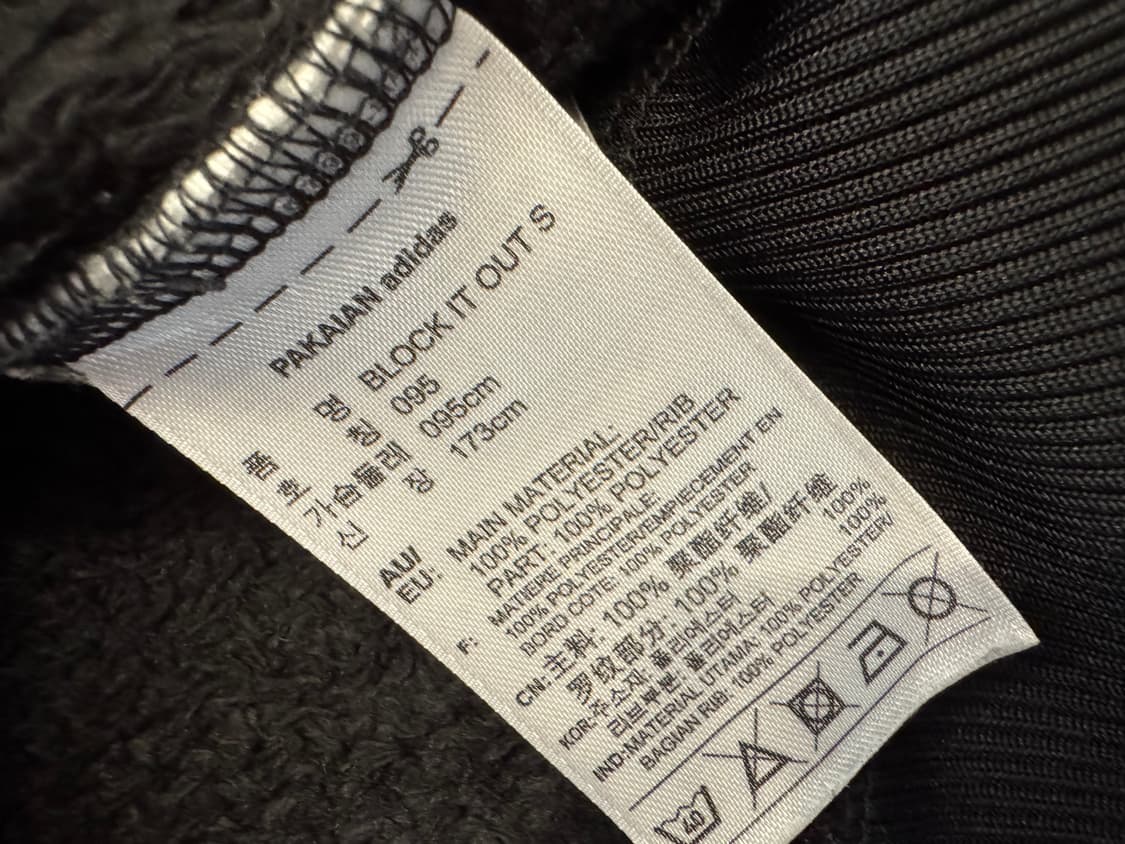 PAKAIAN adidas
품 명 BLOCK IT OUT S
호 칭 095
가슴둘레 095cm
신 장 173cm
AU/
EU: MAIN MATERIAL:
100% POLYESTER/RIB
PART: 100% POLYESTER
F: MATIERE PRINCIPALE:
100% POLYESTER/EMPIECEMENT EN
BORD COTE: 100% POLYESTER
CN: 主料: 100% 聚酯纤维/
罗纹部分: 100% 聚酯纤维
KOR: 주소재: 폴리에스터 100%
리브부분: 폴리에스터 100%
IND: MATERIAL UTAMA: 100% POLYESTER/
BAGIAN RIB: 100% POLYESTER
40